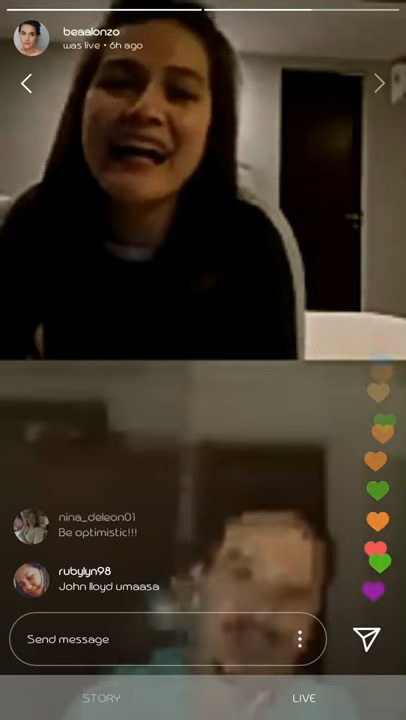 beaalonzo
was live • 6h ago
nina_deleon01
Be optimistic!!!
rubylyn98
John lloyd umaasa
Send message
STORY
LIVE